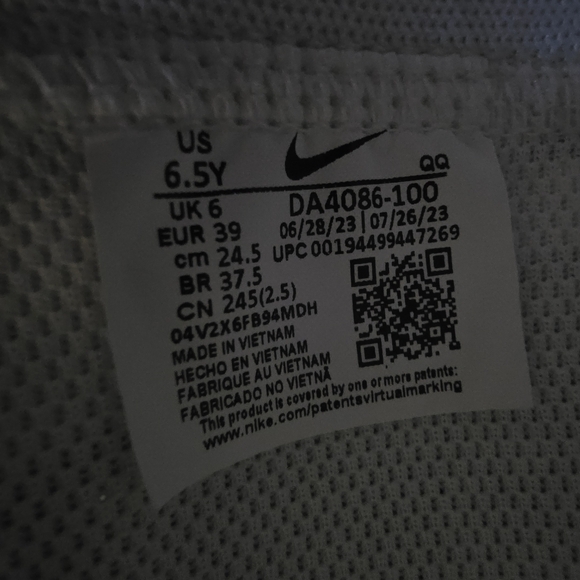 US
6.5Y
QQ
UK 6
DA4086-100
EUR 39
06/28/23 | 07/26/23
cm 24.5
UPC 00194499447269
BR 37.5
CN 245(2.5)
04V2X6FB94MDH
MADE IN VIETNAM
HECHO EN VIETNAM
FABRIQUE AU VIETNAM
FABRICADO NO VIETNÃ
This product is covered by one or more patents:
www.nike.com/patentsvirtualmarking